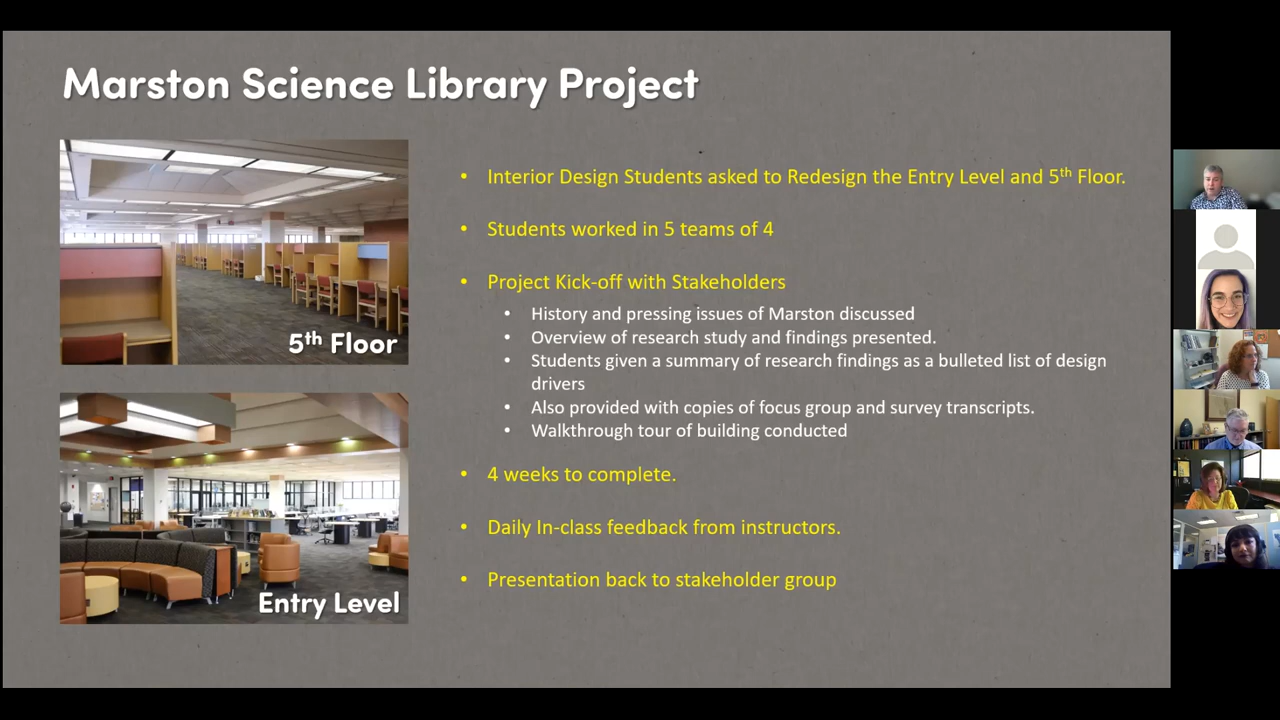 Marston Science Library Project
5th Floor
Entry Level
• Interior Design Students asked to Redesign the Entry Level and 5th Floor.
• Students worked in 5 teams of 4
• Project Kick-off with Stakeholders
• History and pressing issues of Marston discussed
• Overview of research study and findings presented.
• Students given a summary of research findings as a bulleted list of design
drivers
• Also provided with copies of focus group and survey transcripts.
• Walkthrough tour of building conducted
• 4 weeks to complete.
• Daily In-class feedback from instructors.
• Presentation back to stakeholder group